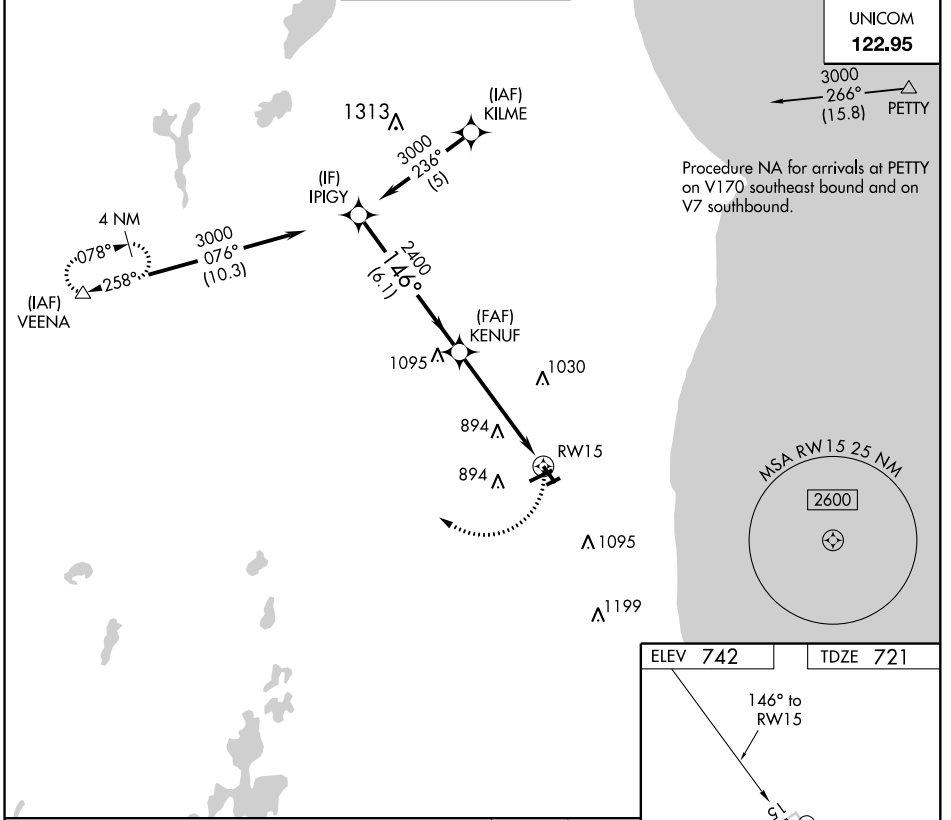 UNICOM
122.95
3000
266°
(15.8)
PETTY
Procedure NA for arrivals at PETTY
on V170 southeast bound and on
V7 southbound.
1313
(IAF)
KILME
3000
236°
(5)
(IF)
IPIGY
4 NM
078°
258°
3000
076°
(10.3)
(IAF)
VEENA
2400
146°
(6.1)
(FAF)
KENUF
1095
1030
894
RW15
894
1095
1199
MSA RW15 25 NM
2600
ELEV 742
TDZE 721
146° to
RW15
15